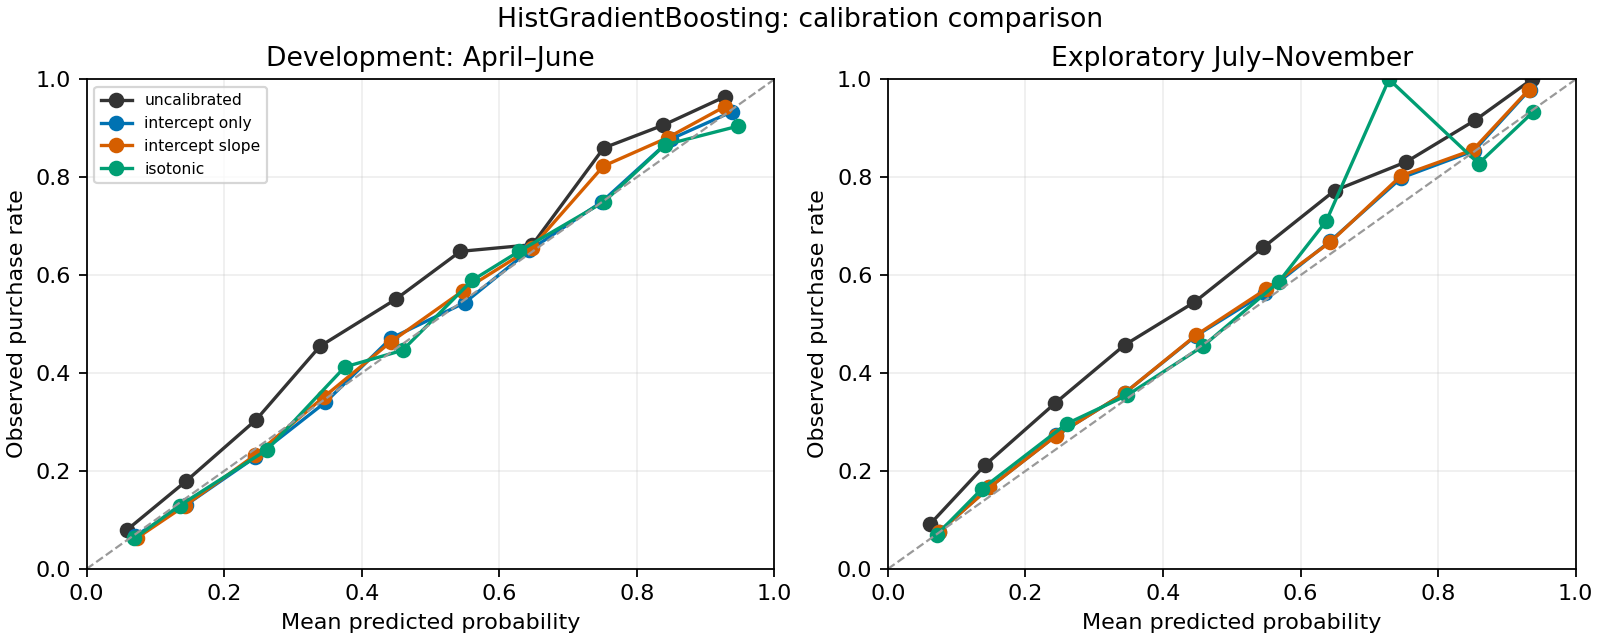 HistGradientBoosting: calibration comparison
Development: April–June
Observed purchase rate
1.0
0.8
0.6
0.4
0.2
0.0
uncalibrated
intercept only
intercept slope
isotonic
0.0 0.2 0.4 0.6 0.8 1.0
Mean predicted probability
Exploratory July–November
Observed purchase rate
1.0
0.8
0.6
0.4
0.2
0.0
0.0 0.2 0.4 0.6 0.8 1.0
Mean predicted probability